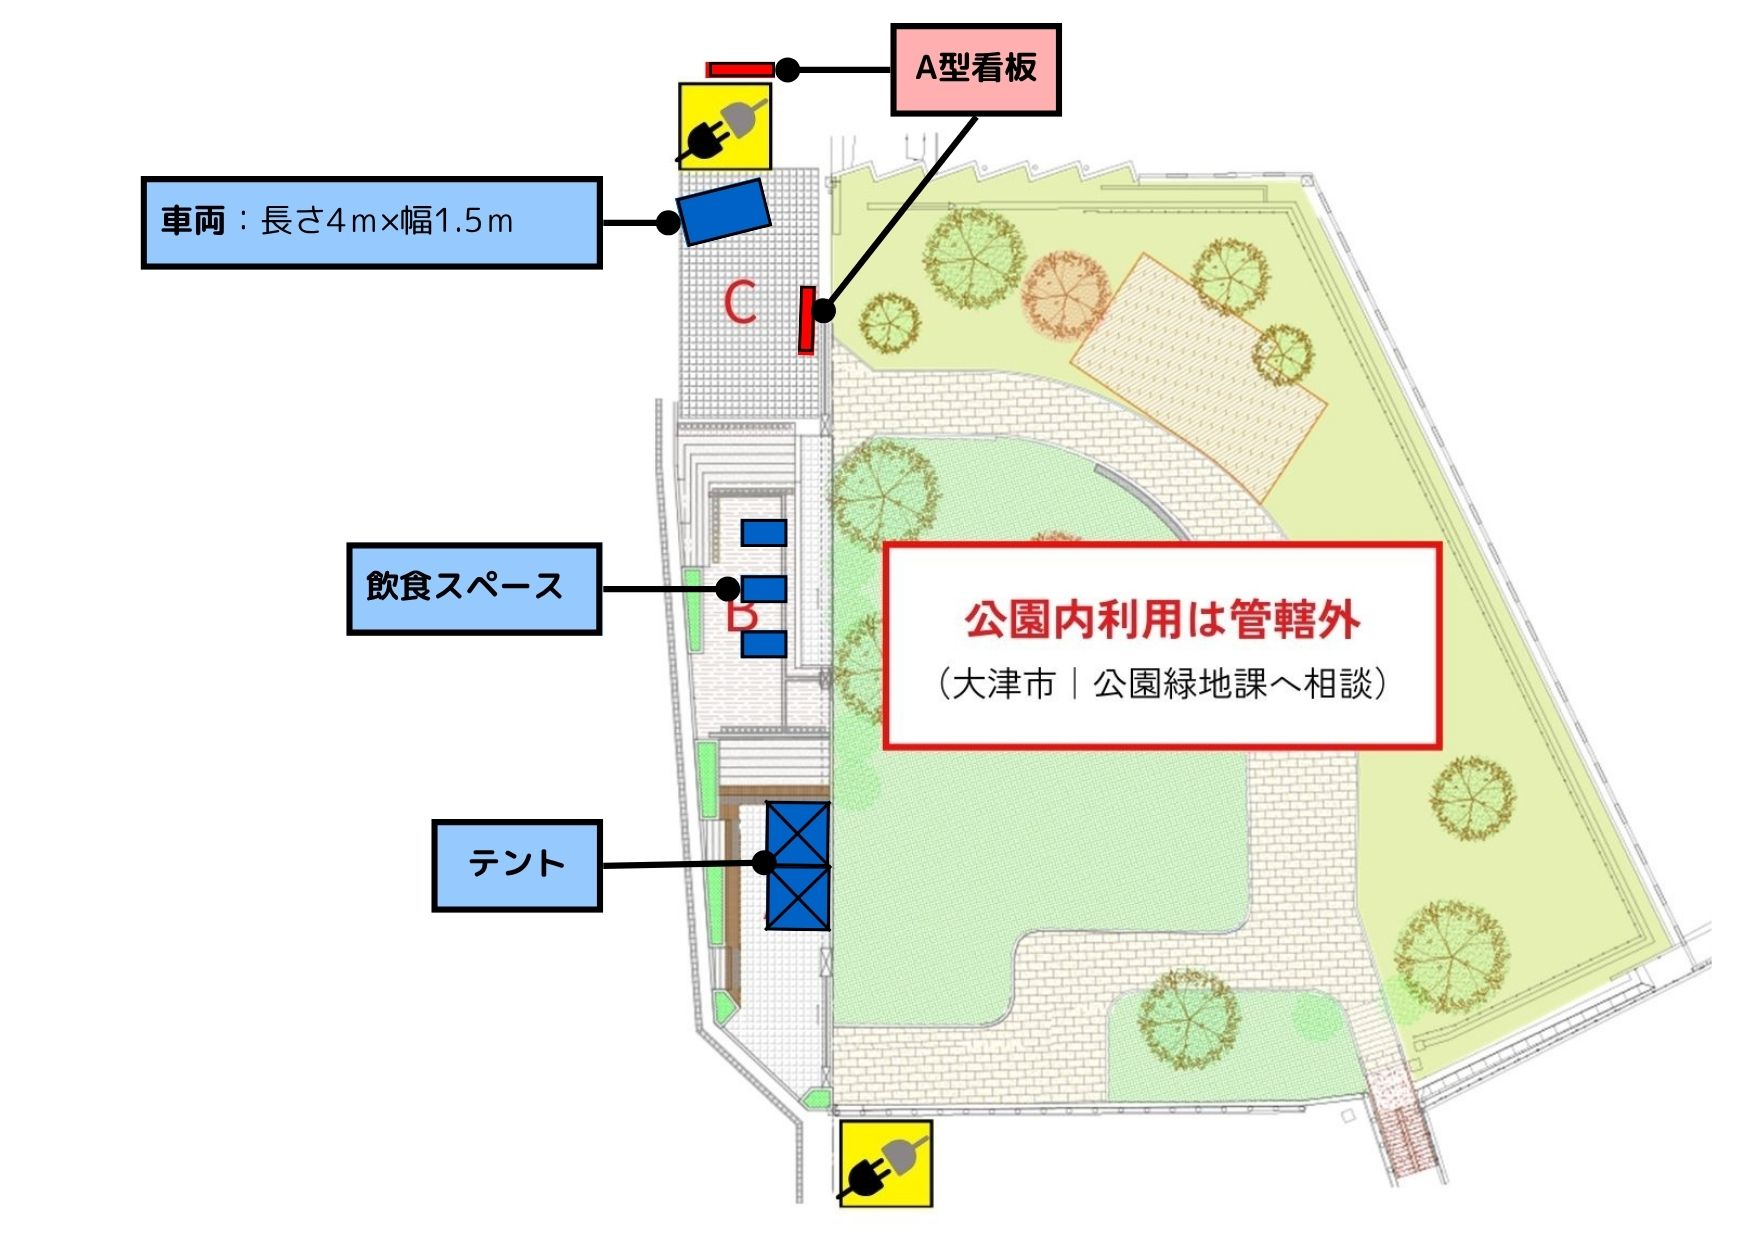 A型看板
車両：長さ4m×幅1.5m
C
飲食スペース
B
公園内利用は管轄外
（大津市｜公園緑地課へ相談）
テント